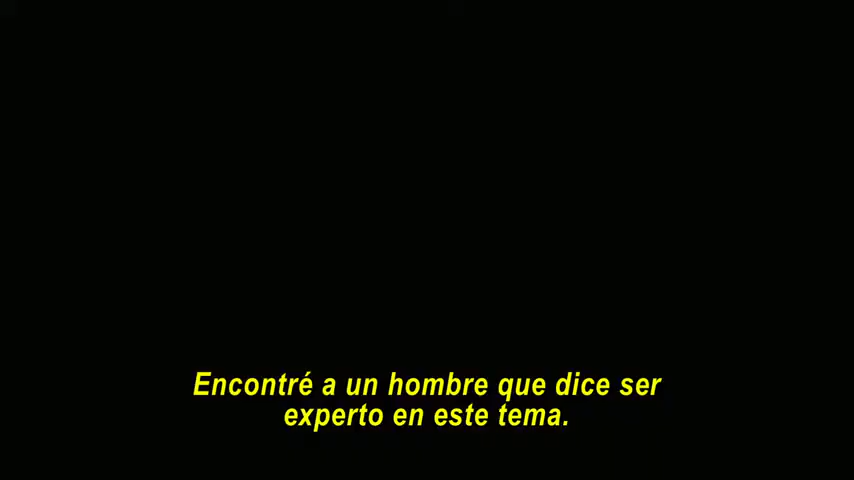 Encontré a un hombre que dice ser
experto en este tema.